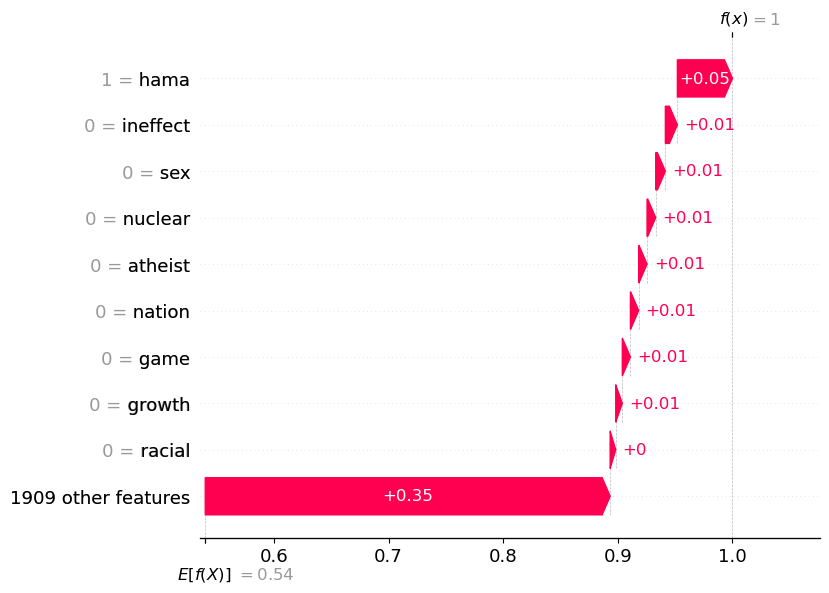 f(x) = 1
1 = hama
+0.05
0 = ineffect
+0.01
0 = sex
+0.01
0 = nuclear
+0.01
0 = atheist
+0.01
0 = nation
+0.01
0 = game
+0.01
0 = growth
+0.01
0 = racial
+0
1909 other features
+0.35
0.6 0.7 0.8 0.9 1.0
E[f(X)] = 0.54